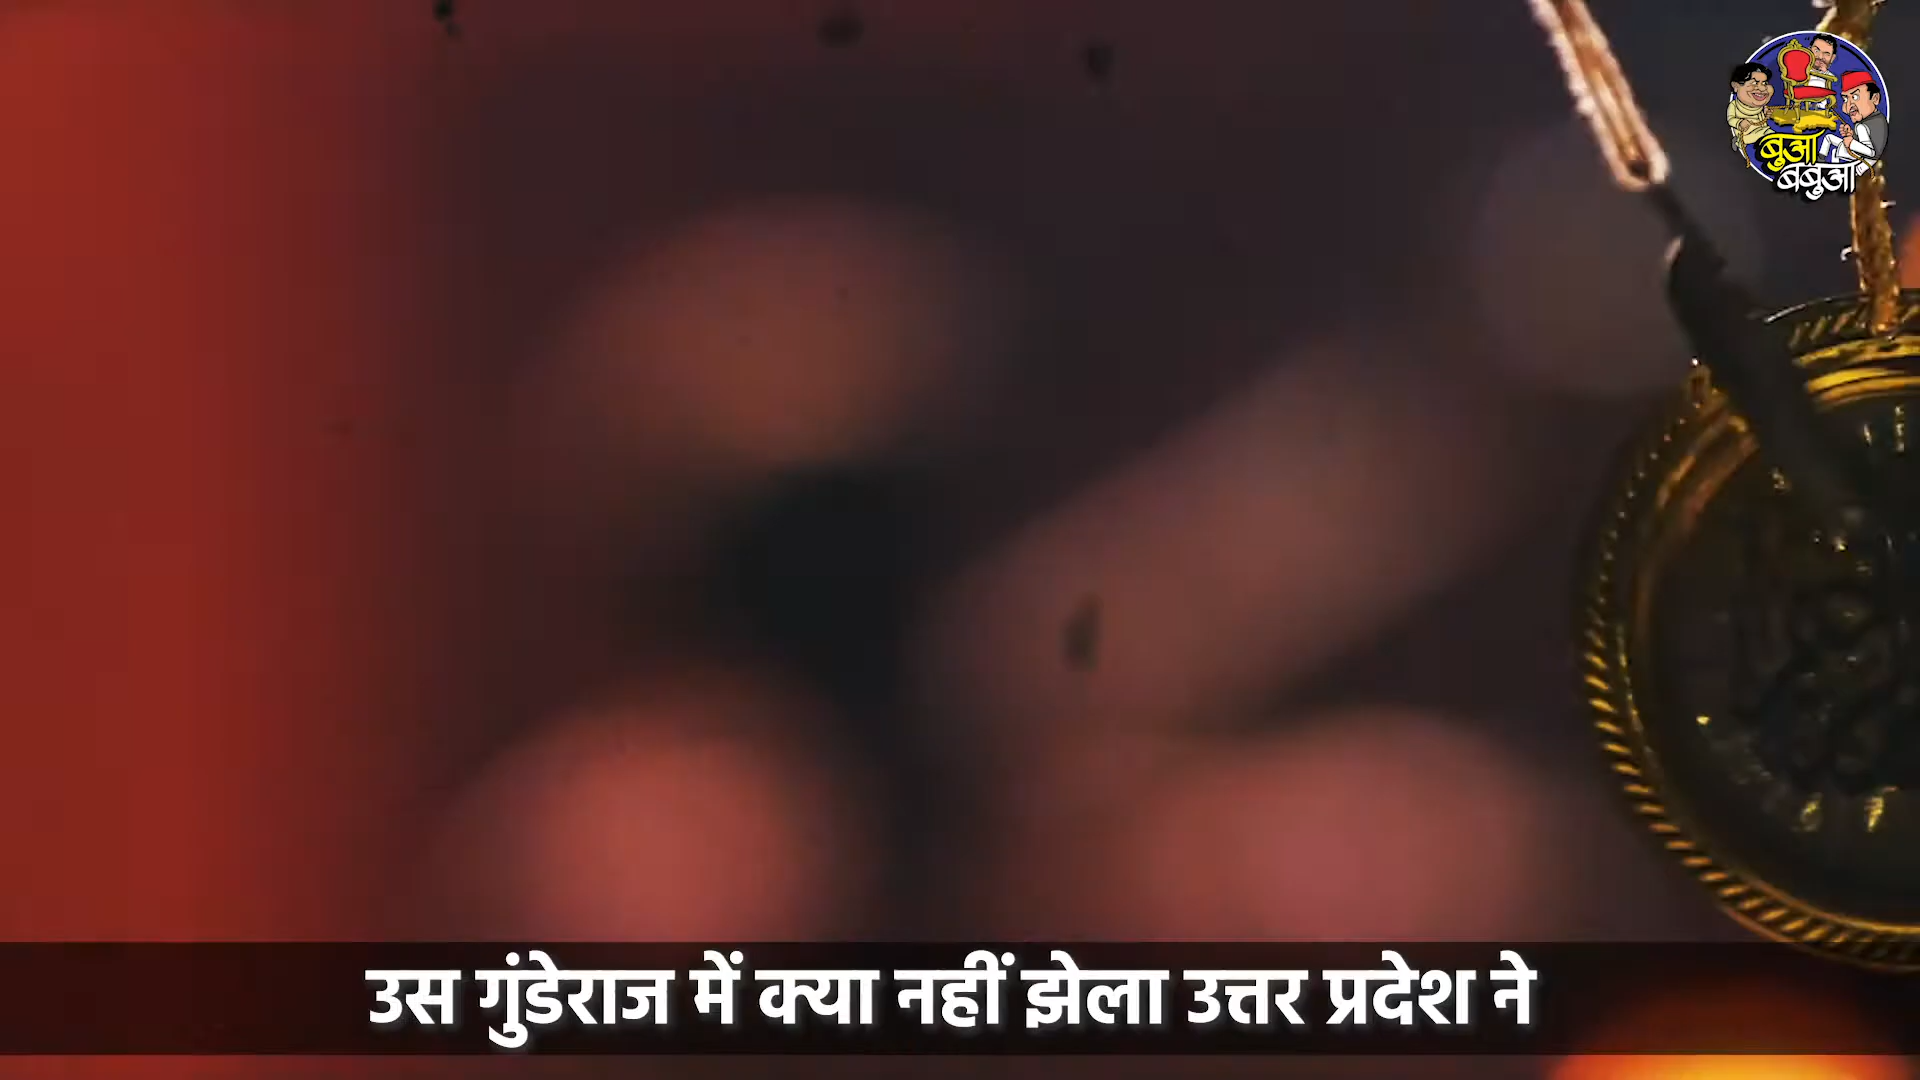 बुआ
बबुआ
उस गुंडेराज में क्या नहीं झेला उत्तर प्रदेश ने